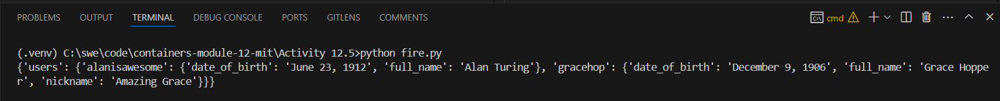 PROBLEMS OUTPUT TERMINAL DEBUG CONSOLE PORTS GITLENS COMMENTS cmd
(.venv) C:\swe\code\containers-module-12-mit\Activity 12.5>python fire.py
{'users': {'alanisawesome': {'date_of_birth': 'June 23, 1912', 'full_name': 'Alan Turing'}, 'gracehop': {'date_of_birth': 'December 9, 1906', 'full_name': 'Grace Hoppe
r', 'nickname': 'Amazing Grace'}}}